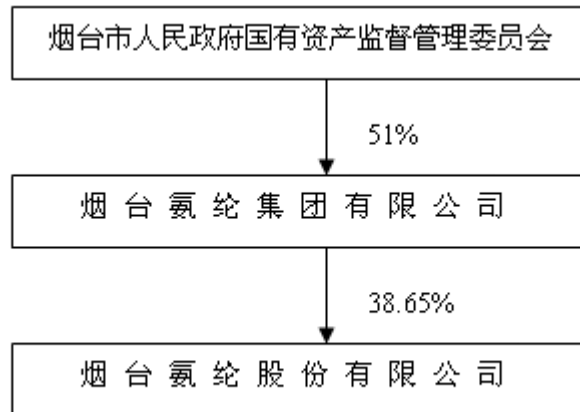 烟台市人民政府国有资产监督管理委员会
51%
烟台氨纶集团有限公司
38.65%
烟台氨纶股份有限公司